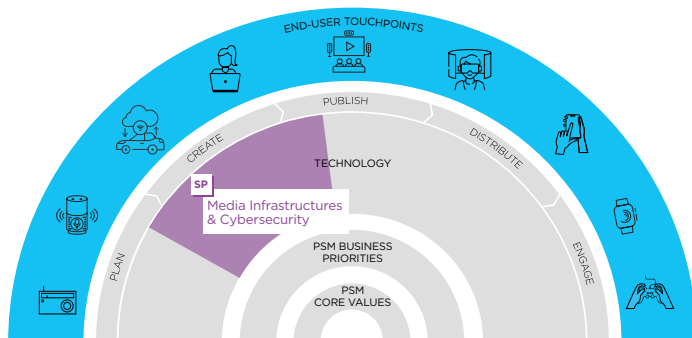 END-USER TOUCHPOINTS
PLAN
CREATE
PUBLISH
DISTRIBUTE
ENGAGE
TECHNOLOGY
SP
Media Infrastructures
& Cybersecurity
PSM BUSINESS
PRIORITIES
PSM
CORE VALUES